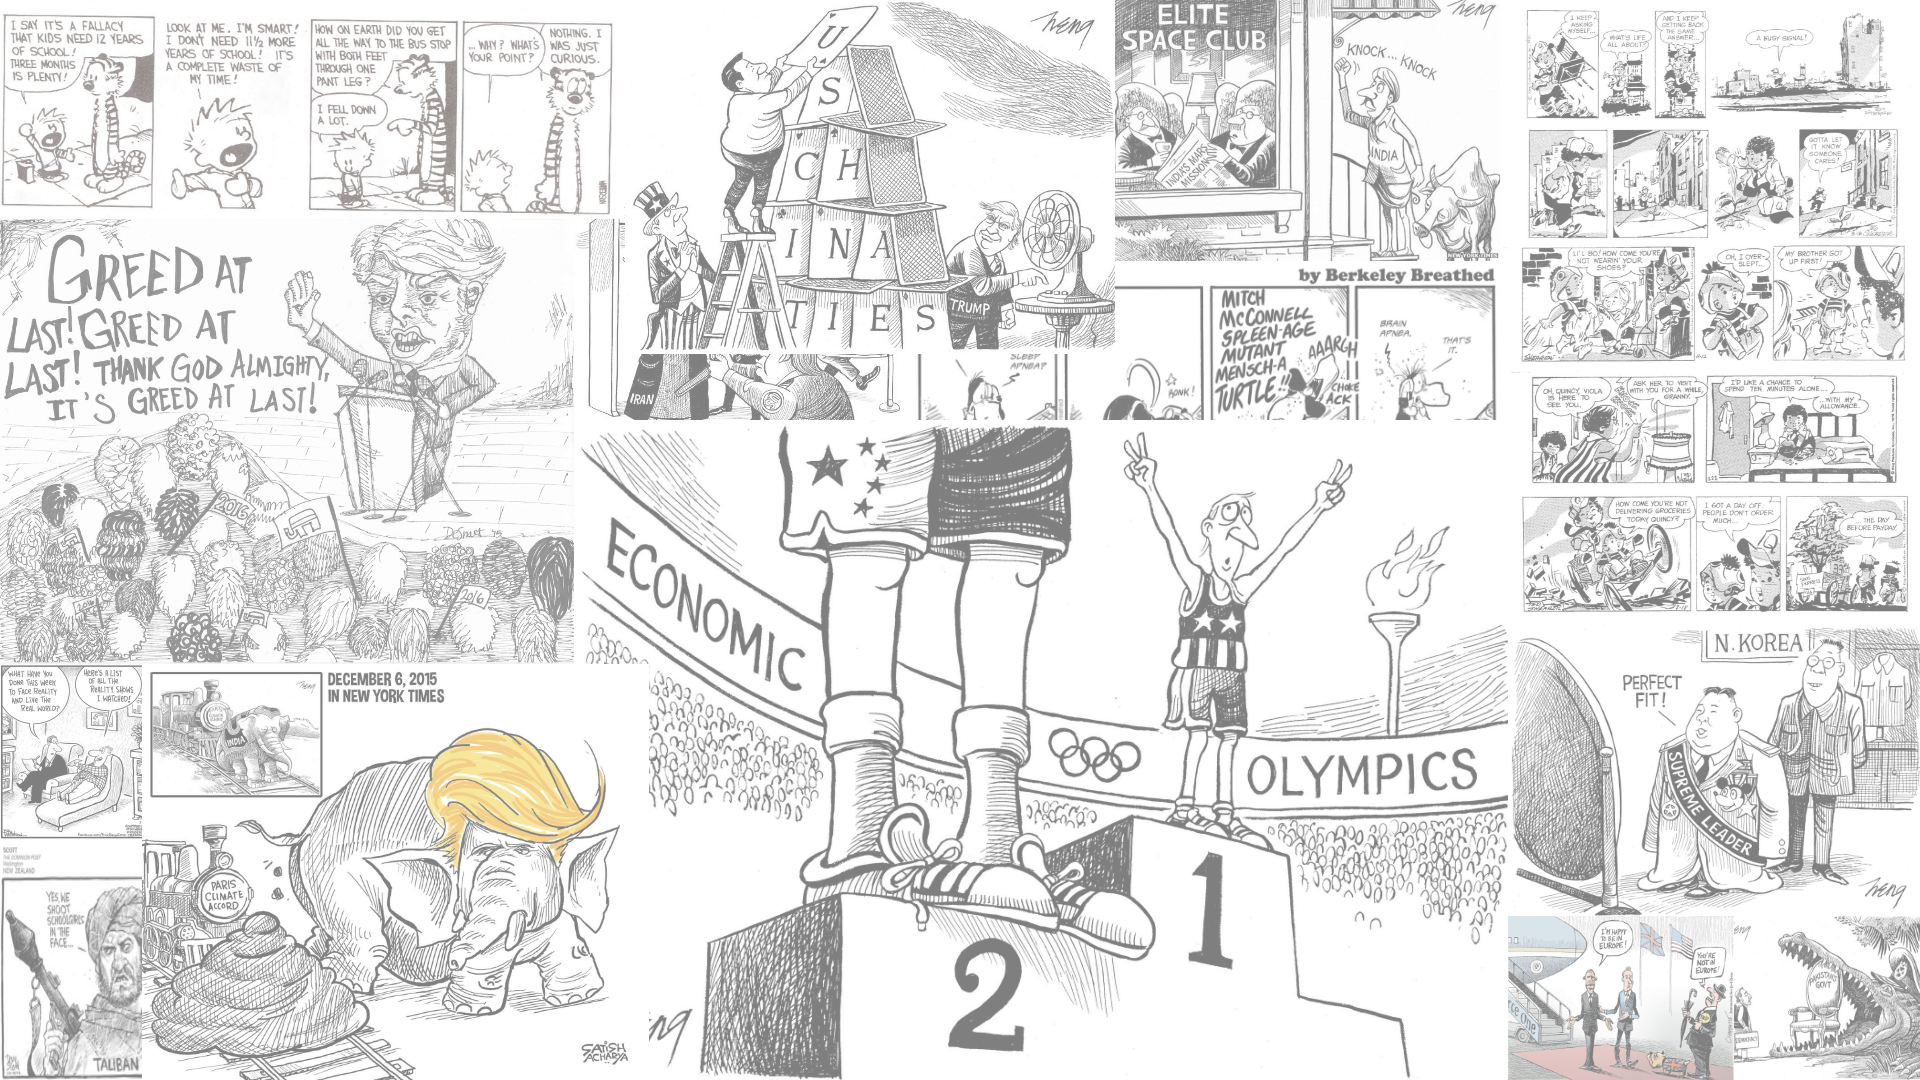 I SAY IT'S A FALLACY
THAT KIDS NEED 12 YEARS
OF SCHOOL!
THREE MONTHS
IS PLENTY!
LOOK AT ME. I'M SMART!
I DON'T NEED 11½ MORE
YEARS OF SCHOOL! IT'S
A COMPLETE WASTE OF
MY TIME!
HOW ON EARTH DID YOU GET
ALL THE WAY TO THE BUS STOP
WITH BOTH FEET
THROUGH ONE
PANT LEG?
I FELL DOWN
A LOT.
...WHY? WHAT'S
YOUR POINT?
NOTHING. I
WAS JUST
CURIOUS.
U
S
CH
INA
TIES
TRUMP
Heng
IRAN
ELITE
SPACE CLUB
KNOCK... KNOCK
INDIA'S MARS
MISSION
INDIA
Heng
NEW YORK TIMES
by Berkeley Breathed
SLEEP
APNEA?
HONK!
MITCH
McCONNELL
SPLEEN-AGE
MUTANT
MENSCH-A
TURTLE!!
AAARGH
CHOKE
ACK
BRAIN
APNEA.
THAT'S
IT.
I KEEP
ASKING
MYSELF...
WHAT'S LIFE
ALL ABOUT?
AND I KEEP
GETTING BACK
THE SAME
ANSWER...
A BUSY SIGNAL!
GOTTA LET
IT KNOW
SOMEONE
CARES!
LI'L BO! HOW COME YOU'RE
NOT WEARIN' YOUR
SHOES?
OH, I OVER-
SLEPT...
MY BROTHER GOT
UP FIRST!
OH, QUINCY, VIOLA
IS HERE TO
SEE YOU.
ASK HER TO VISIT
WITH YOU FOR A WHILE,
GRANNY.
I'D LIKE A CHANCE TO
SPEND TEN MINUTES ALONE...
...WITH MY
ALLOWANCE.
HOW COME YOU'RE NOT
DELIVERING GROCERIES
TODAY, QUINCY?
I GOT A DAY OFF.
PEOPLE DON'T ORDER
MUCH...
...THE DAY
BEFORE PAYDAY.
GREED AT
LAST! GREED AT
LAST! THANK GOD ALMIGHTY,
IT'S GREED AT LAST!
2016
2016
2016
DeSmet '15
ECONOMIC
OLYMPICS
1
2
N. KOREA
PERFECT
FIT!
SUPREME LEADER
Heng
WHAT HAVE YOU
DONE THIS WEEK
TO FACE REALITY
AND LIVE THE
REAL WORLD?
HERE'S A LIST
OF ALL THE
REALITY SHOWS
I WATCHED!
DECEMBER 6, 2015
IN NEW YORK TIMES
Heng
INDIA
PARIS
CLIMATE
ACCORD
SATISH
ACHARYA
SCOTT
THE DOMINION POST
Wellington
NEW ZEALAND
YES, WE
SHOOT
SCHOOLGIRLS
IN THE
FACE...
TALIBAN
I'M HAPPY
TO BE IN
EUROPE!
YOU'RE
NOT IN
EUROPE!
PAKISTAN'S
GOV'T
DEMOCRACY